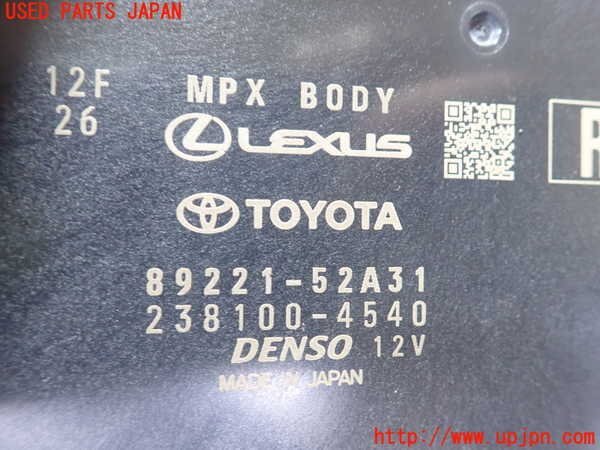 USED PARTS JAPAN
12F
26
MPX BODY
LEXUS
TOYOTA
89221-52A31
238100-4540
DENSO 12V
MADE IN JAPAN
http://www.upjpn.com/